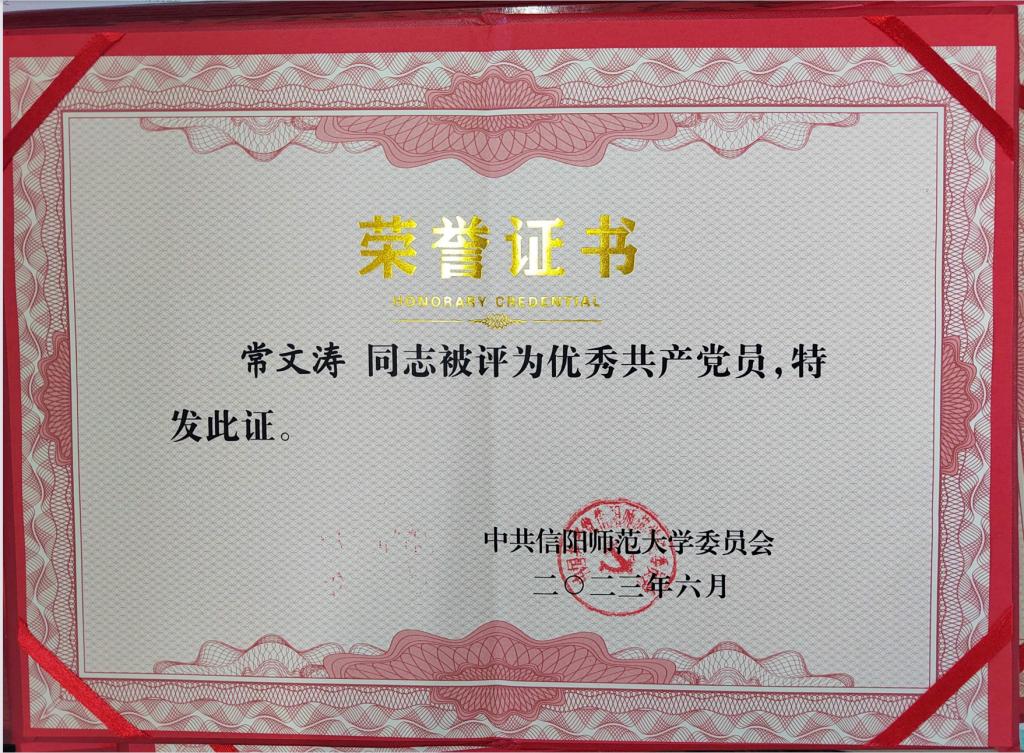 荣誉证书
HONORARY CREDENTIAL
常文涛 同志被评为优秀共产党员,特
发此证。
中共信阳师范大学委员会
二〇二三年六月